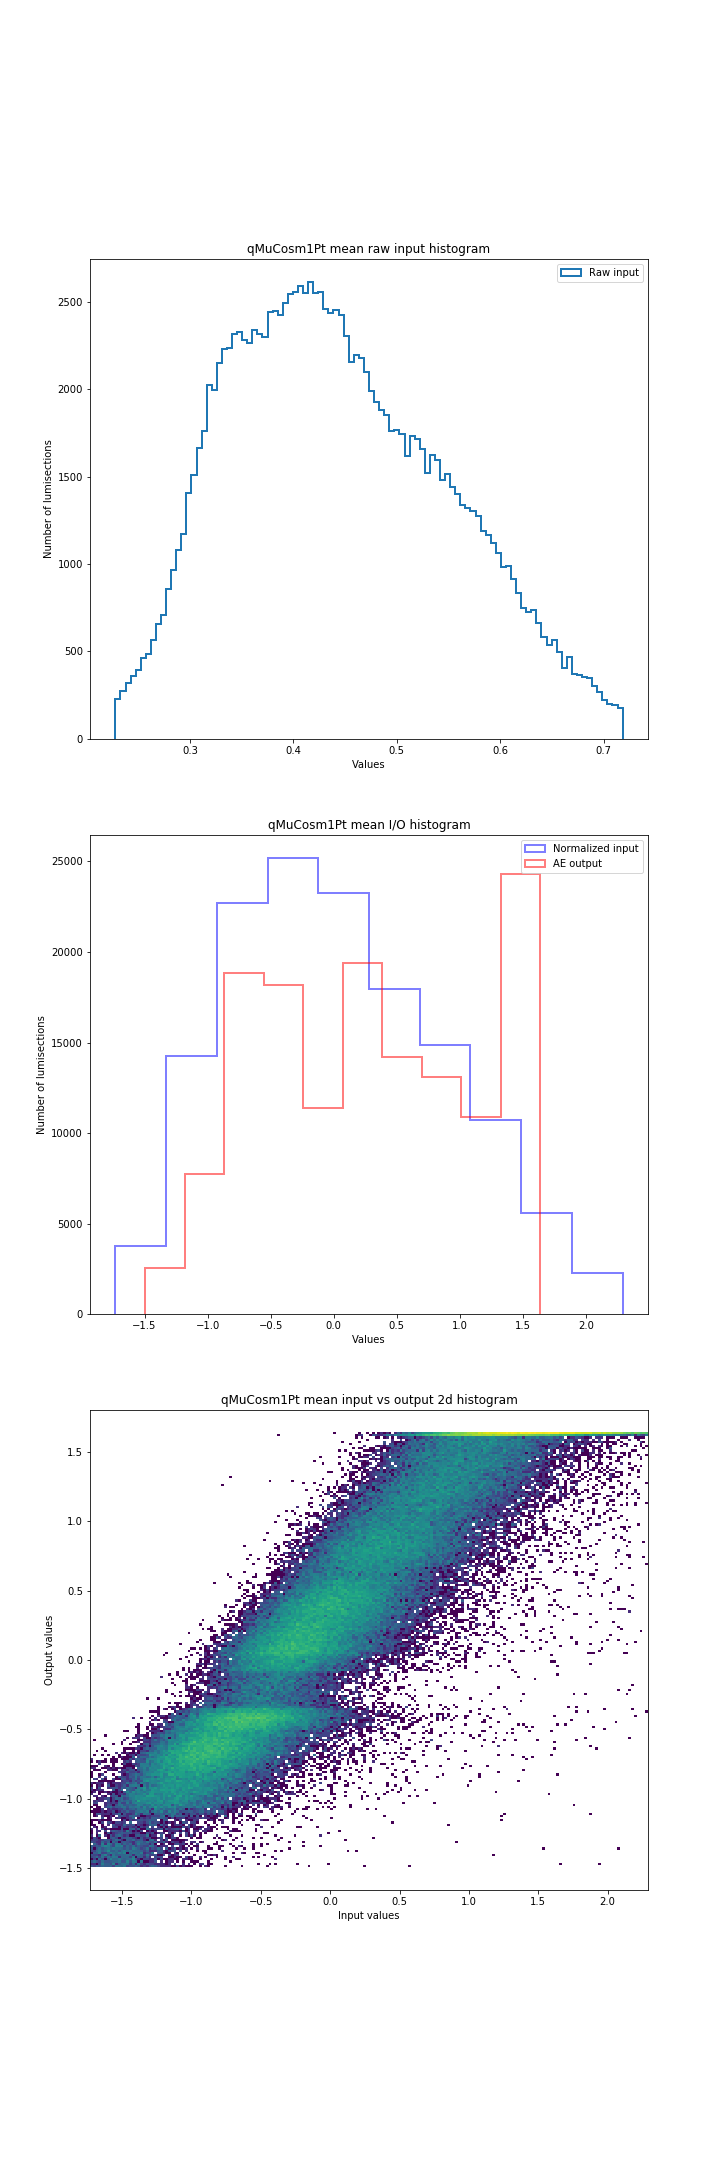 qMuCosm1Pt mean raw input histogram
Raw input
2500
2000
1500
1000
500
0
Number of lumisections
0.3 0.4 0.5 0.6 0.7
Values
qMuCosm1Pt mean I/O histogram
Normalized input
AE output
25000
20000
15000
10000
5000
0
Number of lumisections
−1.5 −1.0 −0.5 0.0 0.5 1.0 1.5 2.0
Values
qMuCosm1Pt mean input vs output 2d histogram
1.5
1.0
0.5
0.0
−0.5
−1.0
−1.5
Output values
−1.5 −1.0 −0.5 0.0 0.5 1.0 1.5 2.0
Input values